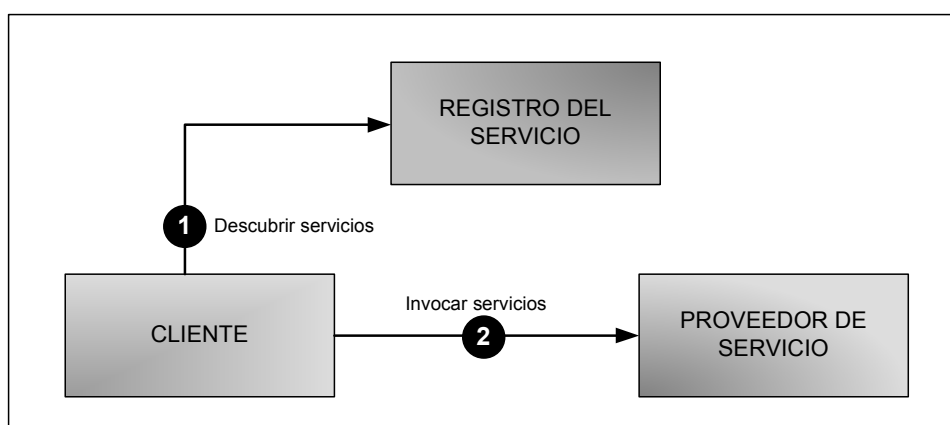 REGISTRO DEL
SERVICIO
1
Descubrir servicios
CLIENTE
Invocar servicios
2
PROVEEDOR DE
SERVICIO